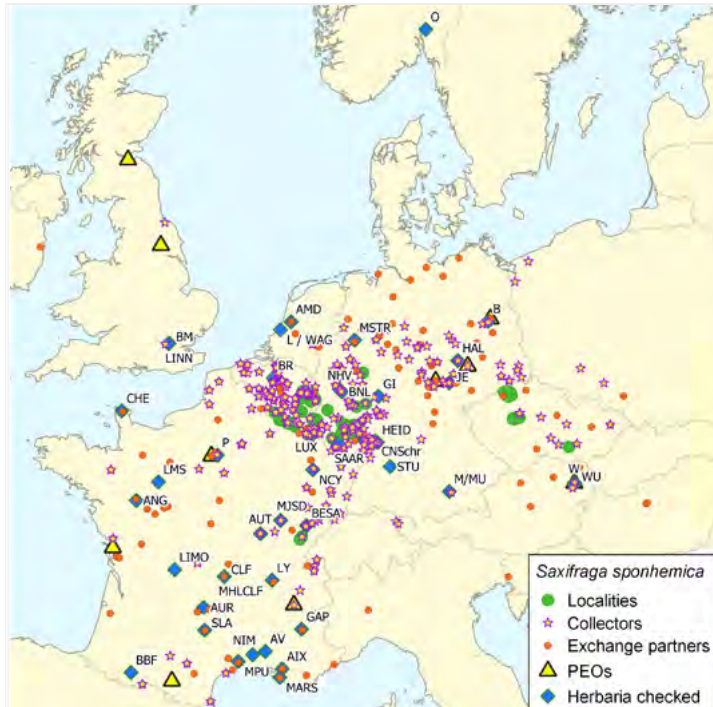 O
BM
LINN
AMD
L / WAG
MSTR
B
HAL
JE
BR
NHV
BNL
GI
CHE
HEID
LUX
SAAR
CNSchr
STU
P
LMS
NCY
M/MU
W
WU
ANG
MJSD
BESA
AUT
LIMO
CLF
LY
MHLCLF
AUR
SLA
GAP
NIM
AV
BBF
AIX
MPU
MARS
Saxifraga sponhemica
Localities
Collectors
Exchange partners
PEOs
Herbaria checked